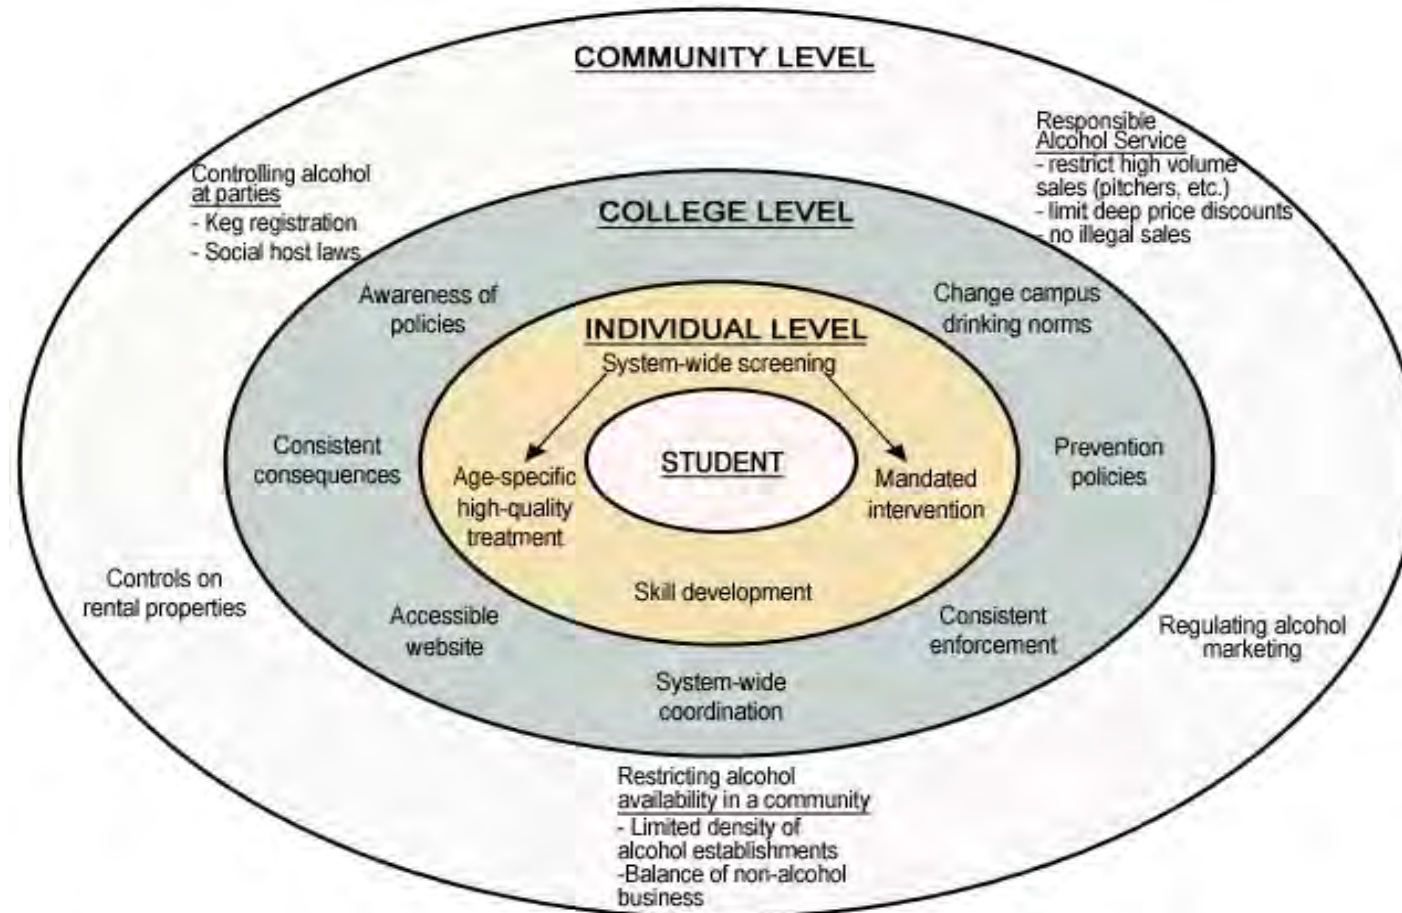 COMMUNITY LEVEL
Responsible
Alcohol Service
- restrict high volume
sales (pitchers, etc.)
- limit deep price discounts
- no illegal sales
Controlling alcohol
at parties
- Keg registration
- Social host laws
COLLEGE LEVEL
Awareness of
policies
Change campus
drinking norms
INDIVIDUAL LEVEL
System-wide screening
Consistent
consequences
Age-specific
high-quality
treatment
STUDENT
Mandated
intervention
Prevention
policies
Controls on
rental properties
Skill development
Accessible
website
Consistent
enforcement
Regulating alcohol
marketing
System-wide
coordination
Restricting alcohol
availability in a community
- Limited density of
alcohol establishments
-Balance of non-alcohol
business